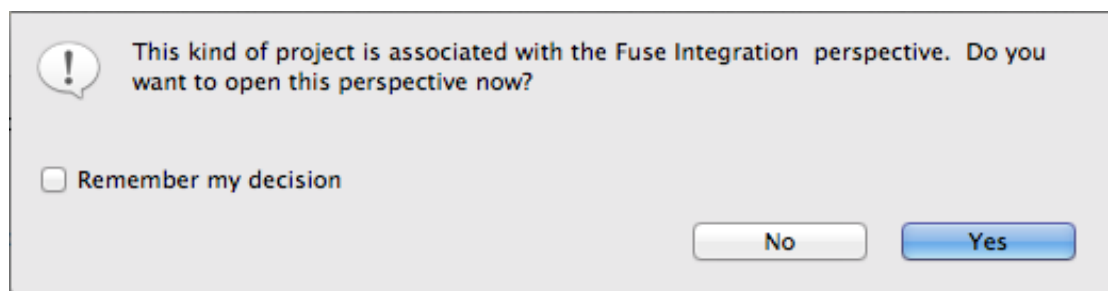 This kind of project is associated with the Fuse Integration  perspective.  Do you
want to open this perspective now?
Remember my decision
No
Yes